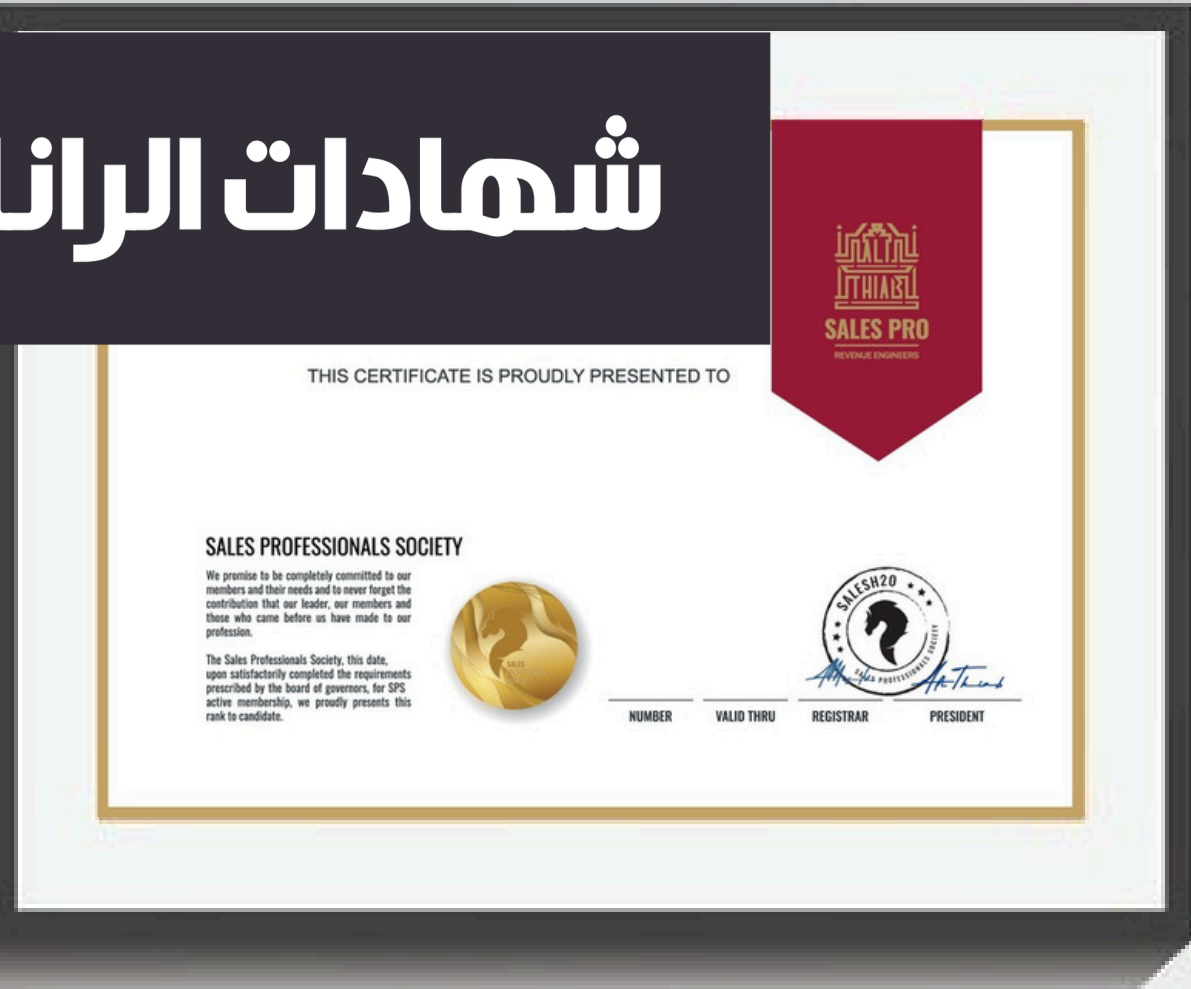 شهادات الرانك
ALI
THIAB
SALES PRO
REVENUE ENGINEERS
THIS CERTIFICATE IS PROUDLY PRESENTED TO
SALES PROFESSIONALS SOCIETY
We promise to be completely committed to our
members and their needs and to never forget the
contribution that our leader, our members and
those who came before us have made to our
profession.
The Sales Professionals Society, this date,
upon satisfactorily completed the requirements
prescribed by the board of governors, for SPS
active membership, we proudly presents this
rank to candidate.
SALES
SALESH20
SALES PROFESSIONALS SOCIETY
NUMBER
VALID THRU
REGISTRAR
PRESIDENT